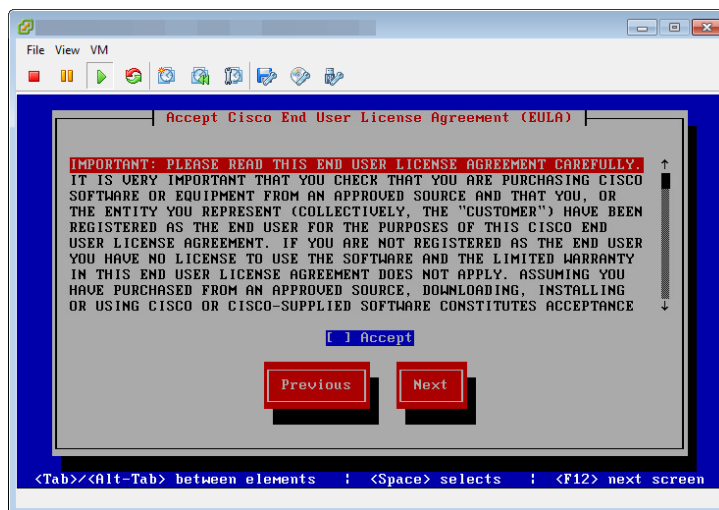 File View VM
Accept Cisco End User License Agreement (EULA)
IMPORTANT: PLEASE READ THIS END USER LICENSE AGREEMENT CAREFULLY.
IT IS VERY IMPORTANT THAT YOU CHECK THAT YOU ARE PURCHASING CISCO
SOFTWARE OR EQUIPMENT FROM AN APPROVED SOURCE AND THAT YOU, OR
THE ENTITY YOU REPRESENT (COLLECTIVELY, THE "CUSTOMER") HAVE BEEN
REGISTERED AS THE END USER FOR THE PURPOSES OF THIS CISCO END
USER LICENSE AGREEMENT. IF YOU ARE NOT REGISTERED AS THE END USER
YOU HAVE NO LICENSE TO USE THE SOFTWARE AND THE LIMITED WARRANTY
IN THIS END USER LICENSE AGREEMENT DOES NOT APPLY. ASSUMING YOU
HAVE PURCHASED FROM AN APPROVED SOURCE, DOWNLOADING, INSTALLING
OR USING CISCO OR CISCO-SUPPLIED SOFTWARE CONSTITUTES ACCEPTANCE
[ ] Accept
Previous Next
<Tab>/<Alt-Tab> between elements ¦ <Space> selects ¦ <F12> next screen